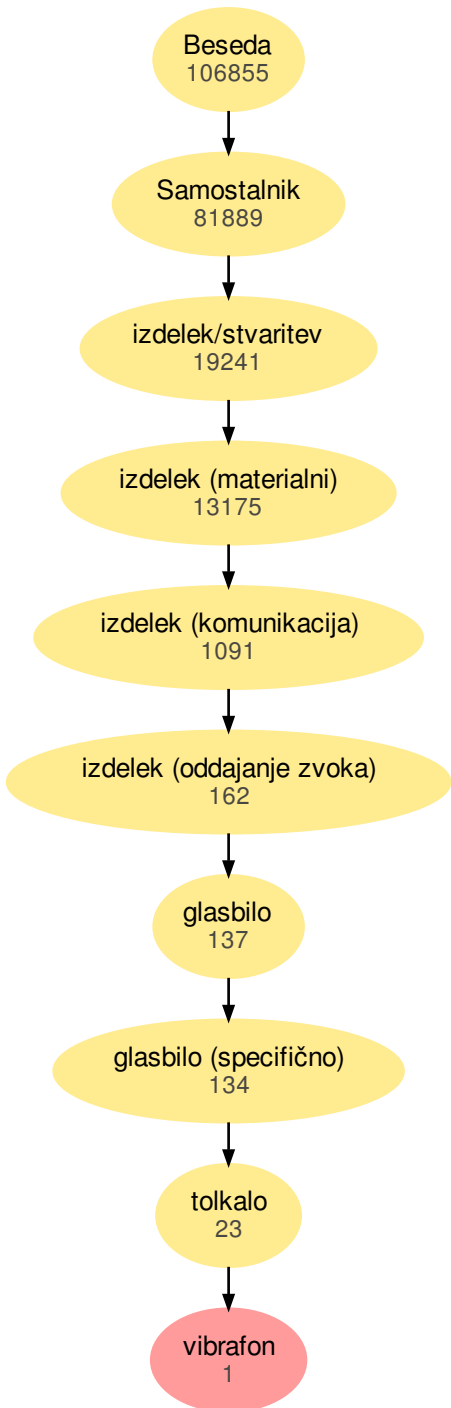 Beseda
106855
Samostalnik
81889
izdelek/stvaritev
19241
izdelek (materialni)
13175
izdelek (komunikacija)
1091
izdelek (oddajanje zvoka)
162
glasbilo
137
glasbilo (specifično)
134
tolkalo
23
vibrafon
1